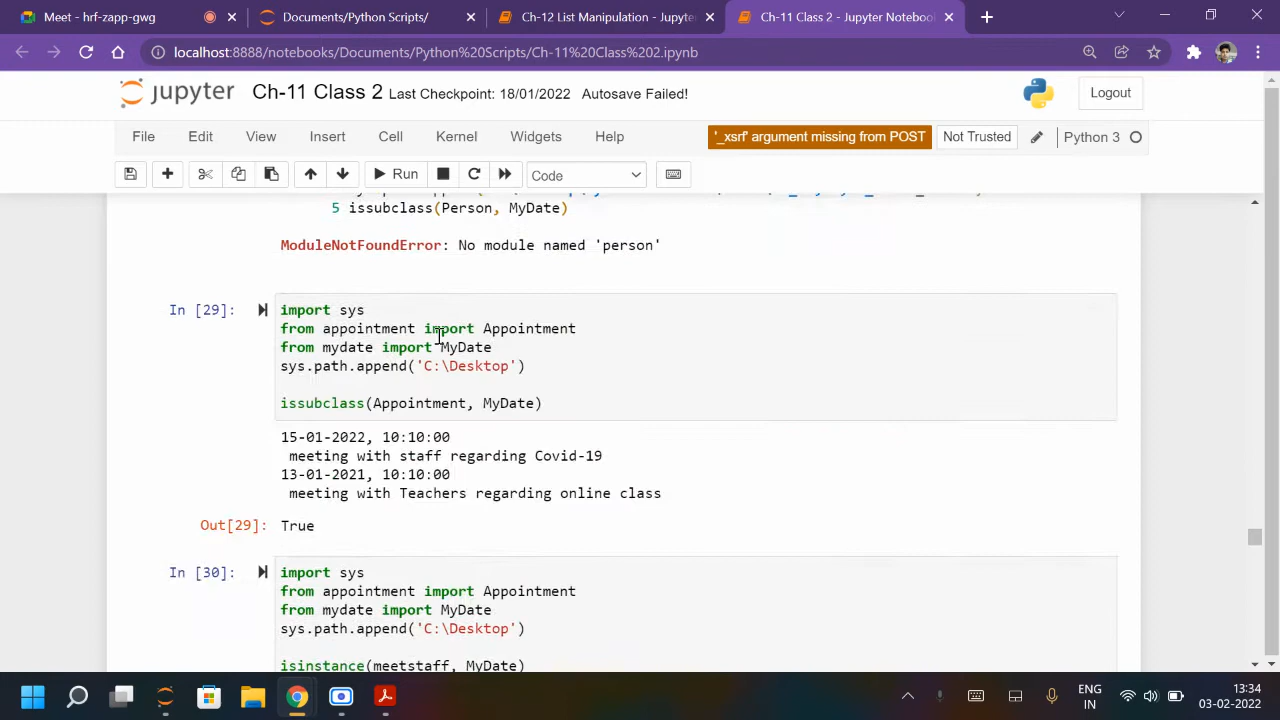 Meet - hrf-zapp-gwg
Documents/Python Scripts/
Ch-12 List Manipulation - Jupyte
Ch-11 Class 2 - Jupyter Notebook
localhost:8888/notebooks/Documents/Python%20Scripts/Ch-11%20Class%202.ipynb
jupyter Ch-11 Class 2 Last Checkpoint: 18/01/2022 Autosave Failed!
Logout
File Edit View Insert Cell Kernel Widgets Help
'_xsrf' argument missing from POST
Not Trusted
Python 3
Run
Code
5 issubclass(Person, MyDate)
ModuleNotFoundError: No module named 'person'
In [29]:
import sys
from appointment import Appointment
from mydate import MyDate
sys.path.append('C:\Desktop')
issubclass(Appointment, MyDate)
15-01-2022, 10:10:00
meeting with staff regarding Covid-19
13-01-2021, 10:10:00
meeting with Teachers regarding online class
Out[29]: True
In [30]:
import sys
from appointment import Appointment
from mydate import MyDate
sys.path.append('C:\Desktop')
isinstance(meetstaff, MyDate)
ENG
IN
13:34
03-02-2022